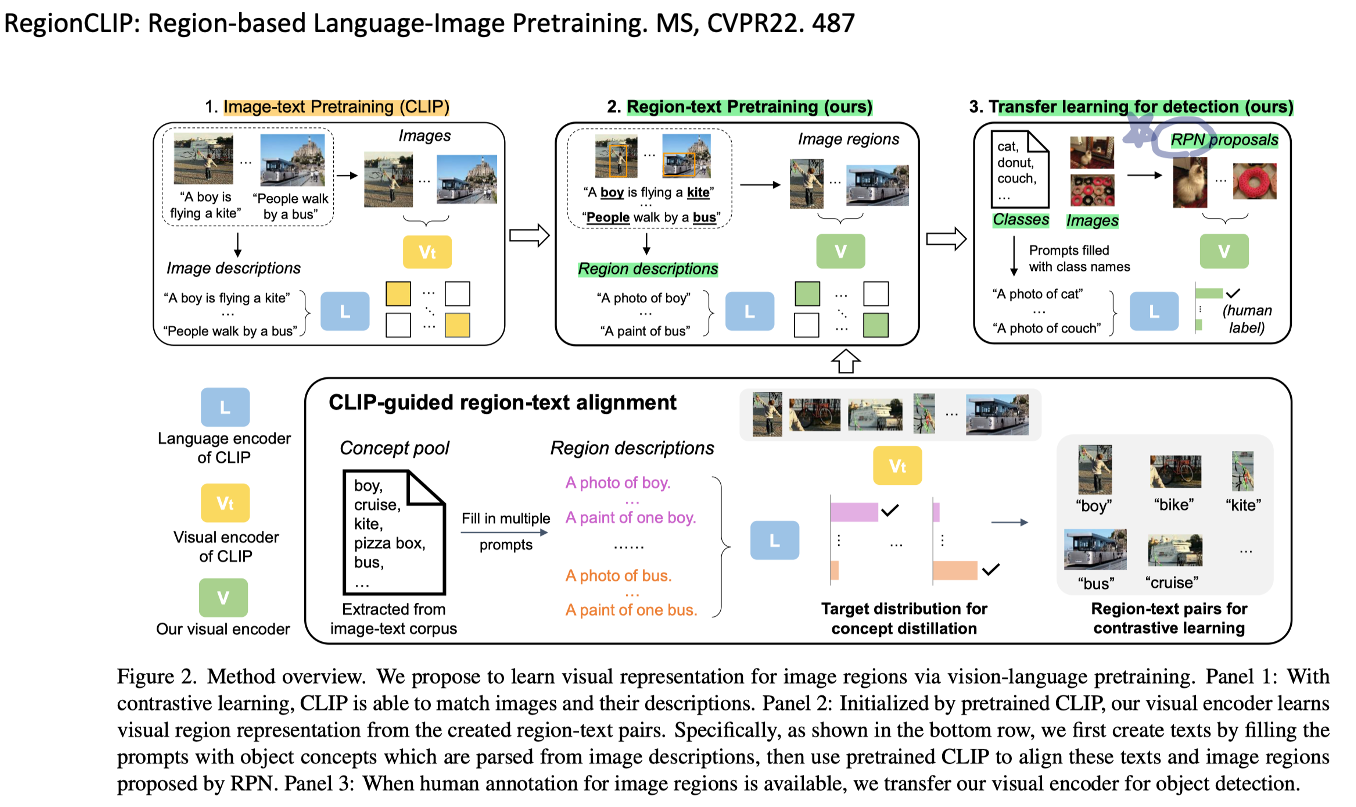 RegionCLIP: Region-based Language-Image Pretraining. MS, CVPR22. 487
1. Image-text Pretraining (CLIP)
Images
...
...
"A boy is
flying a kite"
"People walk
by a bus"
Vt
Image descriptions
"A boy is flying a kite"
...
"People walk by a bus"
L
...
...
2. Region-text Pretraining (ours)
Image regions
...
...
"A boy is flying a kite"
...
"People walk by a bus"
V
Region descriptions
"A photo of boy"
...
"A paint of bus"
L
...
...
3. Transfer learning for detection (ours)
cat,
donut,
couch,
...
RPN proposals
...
Classes
Images
Prompts filled
with class names
V
"A photo of cat"
...
"A photo of couch"
L
(human
label)
L
Language encoder
of CLIP
Vt
Visual encoder
of CLIP
V
Our visual encoder
CLIP-guided region-text alignment
Concept pool
boy,
cruise,
kite,
pizza box,
bus,
...
Extracted from
image-text corpus
Fill in multiple
prompts
Region descriptions
A photo of boy.
...
A paint of one boy.
......
A photo of bus.
...
A paint of one bus.
L
...
Vt
...
Target distribution for
concept distillation
"boy"
"bike"
"kite"
"bus"
"cruise"
...
Region-text pairs for
contrastive learning
Figure 2. Method overview. We propose to learn visual representation for image regions via vision-language pretraining. Panel 1: With
contrastive learning, CLIP is able to match images and their descriptions. Panel 2: Initialized by pretrained CLIP, our visual encoder learns
visual region representation from the created region-text pairs. Specifically, as shown in the bottom row, we first create texts by filling the
prompts with object concepts which are parsed from image descriptions, then use pretrained CLIP to align these texts and image regions
proposed by RPN. Panel 3: When human annotation for image regions is available, we transfer our visual encoder for object detection.